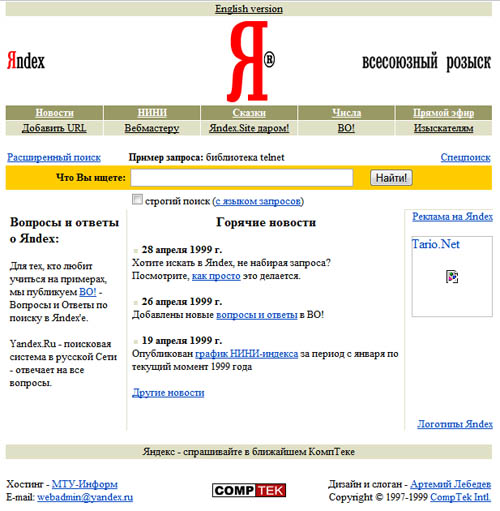 English version
Яndex
Я®
всесоюзный розыск
Новости НИНИ Сказки Числа Прямой эфир
Добавить URL Вебмастеру Яndex.Site даром! ВО! Изыскателям
Расширенный поиск Пример запроса: библиотека telnet Спецпоиск
Что Вы ищете: Найти!
строгий поиск (с языком запросов)
Вопросы и ответы
о Яndex:
Для тех, кто любит
учиться на примерах,
мы публикуем ВО! -
Вопросы и Ответы по
поиску в Яndex'е.
Yandex.Ru - поисковая
система в русской Сети
- отвечает на все
вопросы.
Горячие новости
28 апреля 1999 г.
Хотите искать в Яndex, не набирая запроса?
Посмотрите, как просто это делается.
26 апреля 1999 г.
Добавлены новые вопросы и ответы в ВО!
19 апреля 1999 г.
Опубликован график НИНИ-индекса за период с января по
текущий момент 1999 года
Другие новости
Реклама на Яndex
Tario.Net
Логотипы Яndex
Яндекс - спрашивайте в ближайшем КомпТеке
Хостинг - МТУ-Информ
E-mail: webadmin@yandex.ru
COMPTEK
Дизайн и слоган - Артемий Лебедев
Copyright © 1997-1999 CompTek Intl.